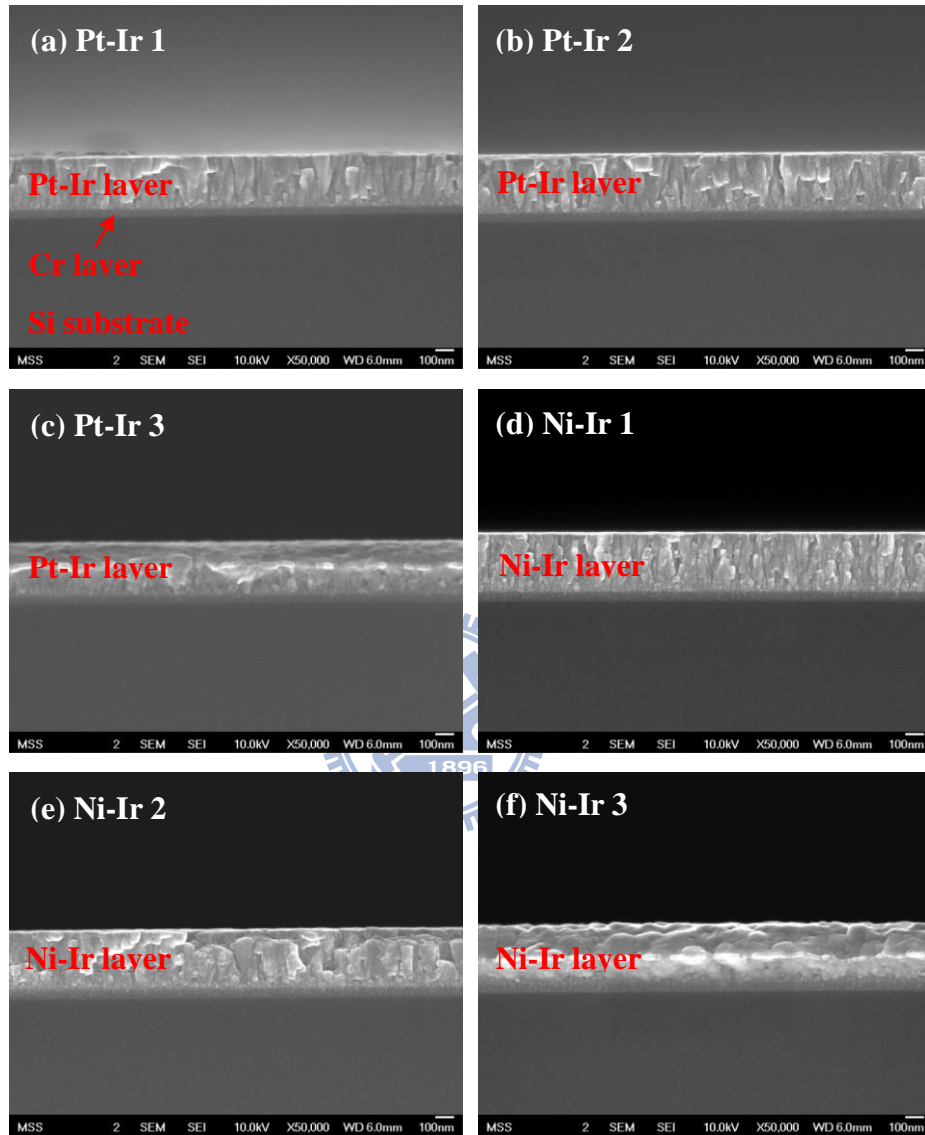 (a) Pt-Ir 1
Pt-Ir layer
Cr layer
Si substrate
MSS 2 SEM SEI 10.0kV X50,000 WD 6.0mm 100nm
(b) Pt-Ir 2
Pt-Ir layer
MSS 2 SEM SEI 10.0kV X50,000 WD 6.0mm 100nm
(c) Pt-Ir 3
Pt-Ir layer
MSS 2 SEM SEI 10.0kV X50,000 WD 6.0mm 100nm
(d) Ni-Ir 1
Ni-Ir layer
MSS 2 SEM SEI 10.0kV X50,000 WD 6.0mm 100nm
1896
(e) Ni-Ir 2
Ni-Ir layer
MSS 2 SEM SEI 10.0kV X50,000 WD 6.0mm 100nm
(f) Ni-Ir 3
Ni-Ir layer
MSS 2 SEM SEI 10.0kV X50,000 WD 6.0mm 100nm